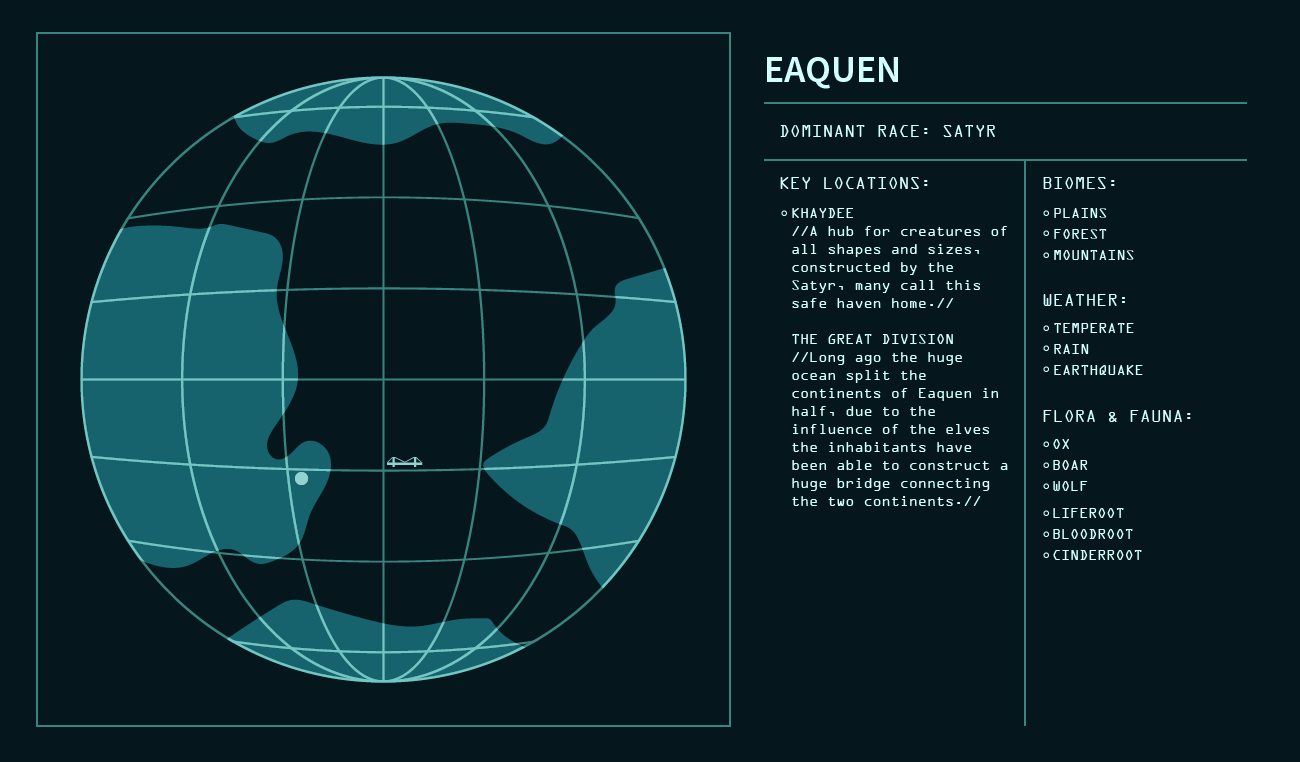 EAQUEN
DOMINANT RACE: SATYR
KEY LOCATIONS:
KHAYDEE
//A hub for creatures of
all shapes and sizes,
constructed by the
Satyr, many call this
safe haven home.//
THE GREAT DIVISION
//Long ago the huge
ocean split the
continents of Eaquen in
half, due to the
influence of the elves
the inhabitants have
been able to construct a
huge bridge connecting
the two continents.//
BIOMES:
PLAINS
FOREST
MOUNTAINS
WEATHER:
TEMPERATE
RAIN
EARTHQUAKE
FLORA & FAUNA:
OX
BOAR
WOLF
LIFEROOT
BLOODROOT
CINDERROOT